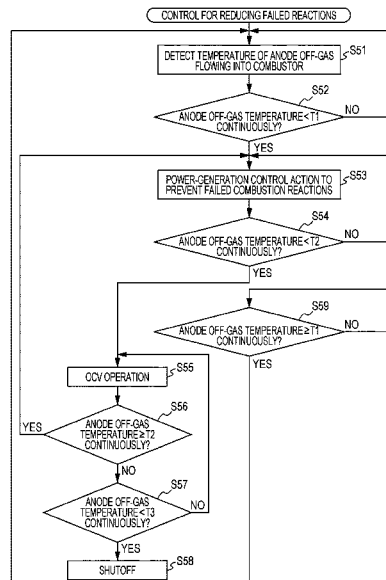 CONTROL FOR REDUCING FAILED REACTIONS
S51
DETECT TEMPERATURE OF ANODE OFF-GAS
FLOWING INTO COMBUSTOR
S52
ANODE OFF-GAS TEMPERATURE<T1
CONTINUOUSLY?
NO
YES
S53
POWER-GENERATION CONTROL ACTION TO
PREVENT FAILED COMBUSTION REACTIONS
S54
ANODE OFF-GAS TEMPERATURE<T2
CONTINUOUSLY?
NO
YES
S59
ANODE OFF-GAS TEMPERATURE≥T1
CONTINUOUSLY?
NO
YES
S55
OCV OPERATION
S56
ANODE OFF-GAS
TEMPERATURE≥T2
CONTINUOUSLY?
YES
NO
S57
ANODE OFF-GAS
TEMPERATURE<T3
CONTINUOUSLY?
NO
YES
S58
SHUTOFF